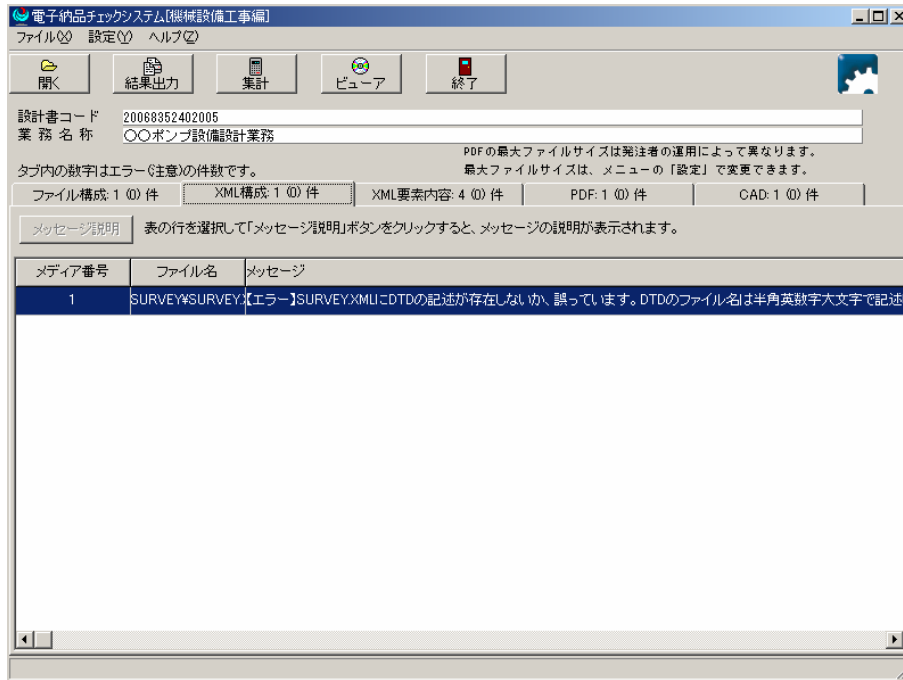 電子納品チェックシステム[機械設備工事編]
ファイル(X) 設定(Y) ヘルプ(Z)
開く 結果出力 集計 ビューア 終了
設計書コード 20068352402005
業務名称 〇〇ポンプ設備設計業務
PDFの最大ファイルサイズは発注者の運用によって異なります。
タブ内の数字はエラー(注意)の件数です。 最大ファイルサイズは、メニューの「設定」で変更できます。
ファイル構成: 1 (0) 件 XML構成: 1 (0) 件 XML要素内容: 4 (0) 件 PDF: 1 (0) 件 CAD: 1 (0) 件
メッセージ説明 表の行を選択して「メッセージ説明」ボタンをクリックすると、メッセージの説明が表示されます。
メディア番号 ファイル名 メッセージ
1 SURVEY¥SURVEY. 【エラー】SURVEY.XMLにDTDの記述が存在しないか、誤っています。DTDのファイル名は半角英数字大文字で記述